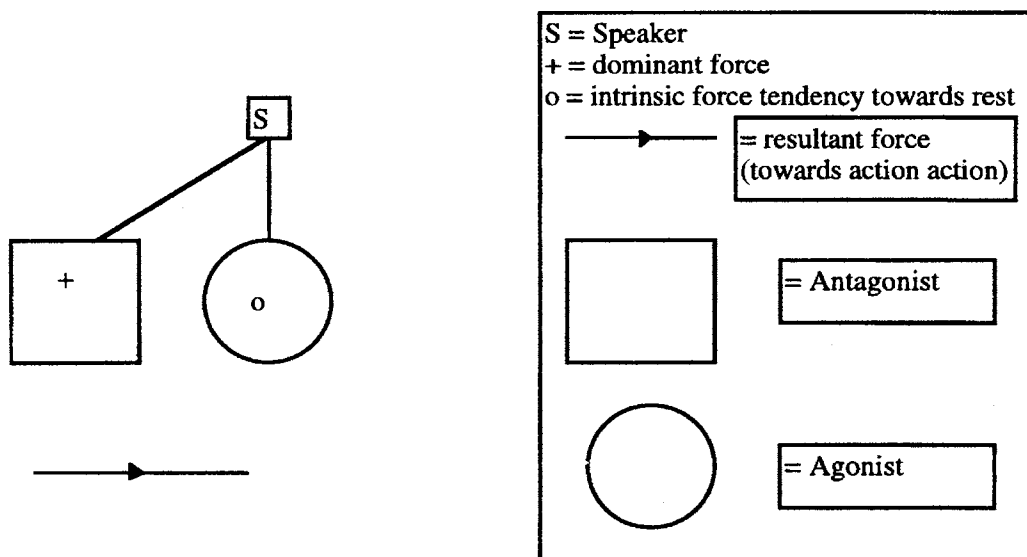 S
+
o
S = Speaker
+ = dominant force
o = intrinsic force tendency towards rest
= resultant force
(towards action action)
= Antagonist
= Agonist